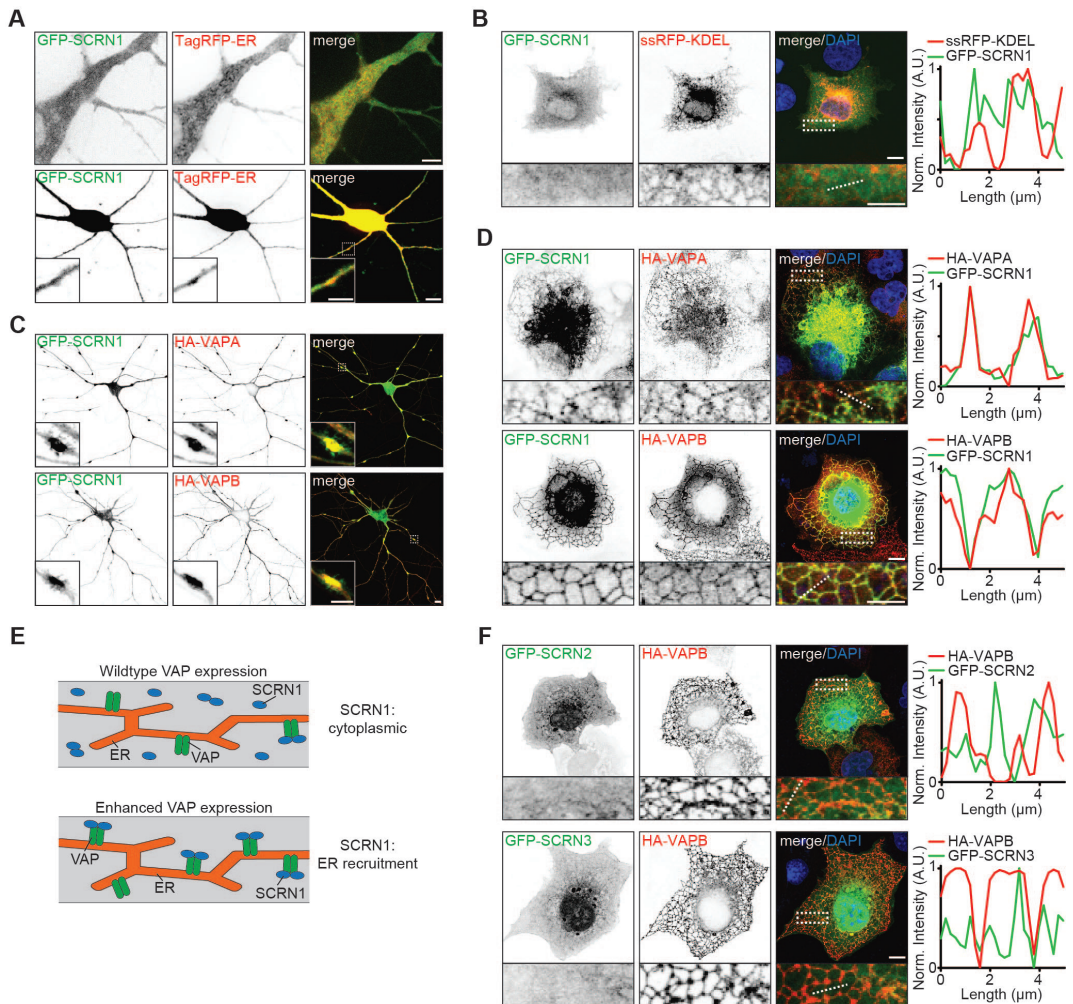 A
GFP-SCRN1
TagRFP-ER
merge
GFP-SCRN1
TagRFP-ER
merge
B
GFP-SCRN1
ssRFP-KDEL
merge/DAPI
ssRFP-KDEL
GFP-SCRN1
Norm. Intensity (A.U.)
1
0
0 2 4
Length (µm)
C
GFP-SCRN1
HA-VAPA
merge
GFP-SCRN1
HA-VAPB
merge
D
GFP-SCRN1
HA-VAPA
merge/DAPI
HA-VAPA
GFP-SCRN1
Norm. Intensity (A.U.)
1
0
0 2 4
Length (µm)
GFP-SCRN1
HA-VAPB
merge/DAPI
HA-VAPB
GFP-SCRN1
Norm. Intensity (A.U.)
1
0
0 2 4
Length (µm)
E
Wildtype VAP expression
SCRN1
ER
VAP
SCRN1:
cytoplasmic
Enhanced VAP expression
VAP
ER
SCRN1
SCRN1:
ER recruitment
F
GFP-SCRN2
HA-VAPB
merge/DAPI
HA-VAPB
GFP-SCRN2
Norm. Intensity (A.U.)
1
0
0 2 4
Length (µm)
GFP-SCRN3
HA-VAPB
merge/DAPI
HA-VAPB
GFP-SCRN3
Norm. Intensity (A.U.)
1
0
0 2 4
Length (µm)